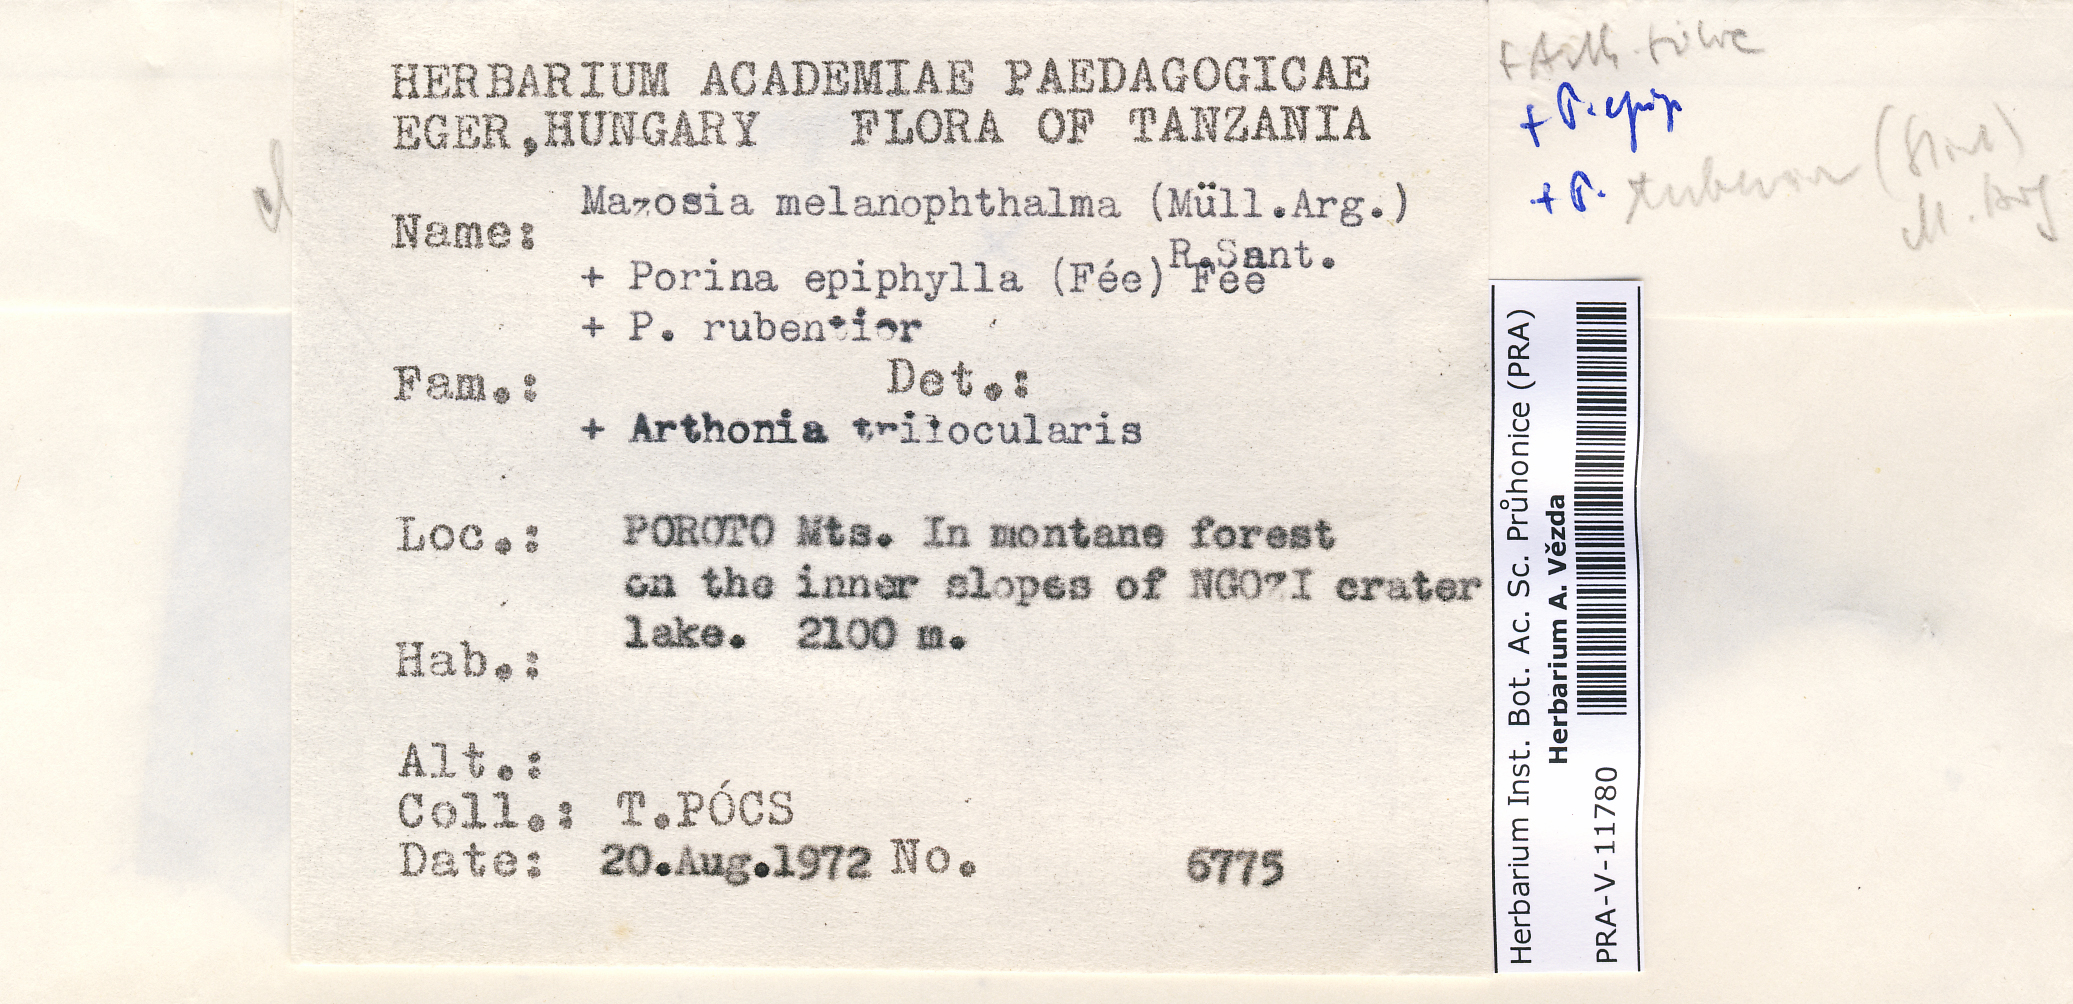 HERBARIUM ACADEMIAE PAEDAGOGICAE
EGER,HUNGARY FLORA OF TANZANIA
Name: Mazosia melanophthalma (Müll.Arg.)
R.Sant.
+ Porina epiphylla (Fée) Fée
+ P. rubentior
Fam.: Det.:
+ Arthonia trilocularis
Loc.: POROTO Mts. In montane forest
on the inner slopes of NGOZI crater
lake. 2100 m.
Hab.:
Alt.:
Coll.: T.PÓCS
Date: 20.Aug.1972 No. 6775
+ Arth
+ P. epip
+ P.
M. Arg
Herbarium Inst. Bot. Ac. Sc. Průhonice (PRA)
Herbarium A. Vězda
PRA-V-11780